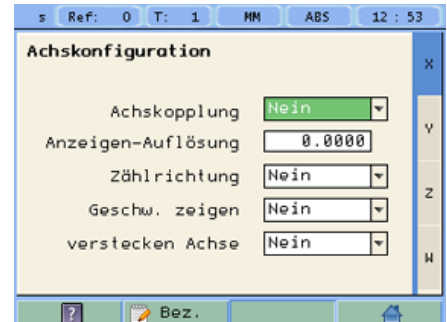 s Ref: 0 T: 1 MM ABS 12 : 53
Achskonfiguration
X
Achskopplung Nein
Y
Anzeigen-Auflösung 0.0000
Zählrichtung Nein
Z
Geschw. zeigen Nein
verstecken Achse Nein
W
? Bez.